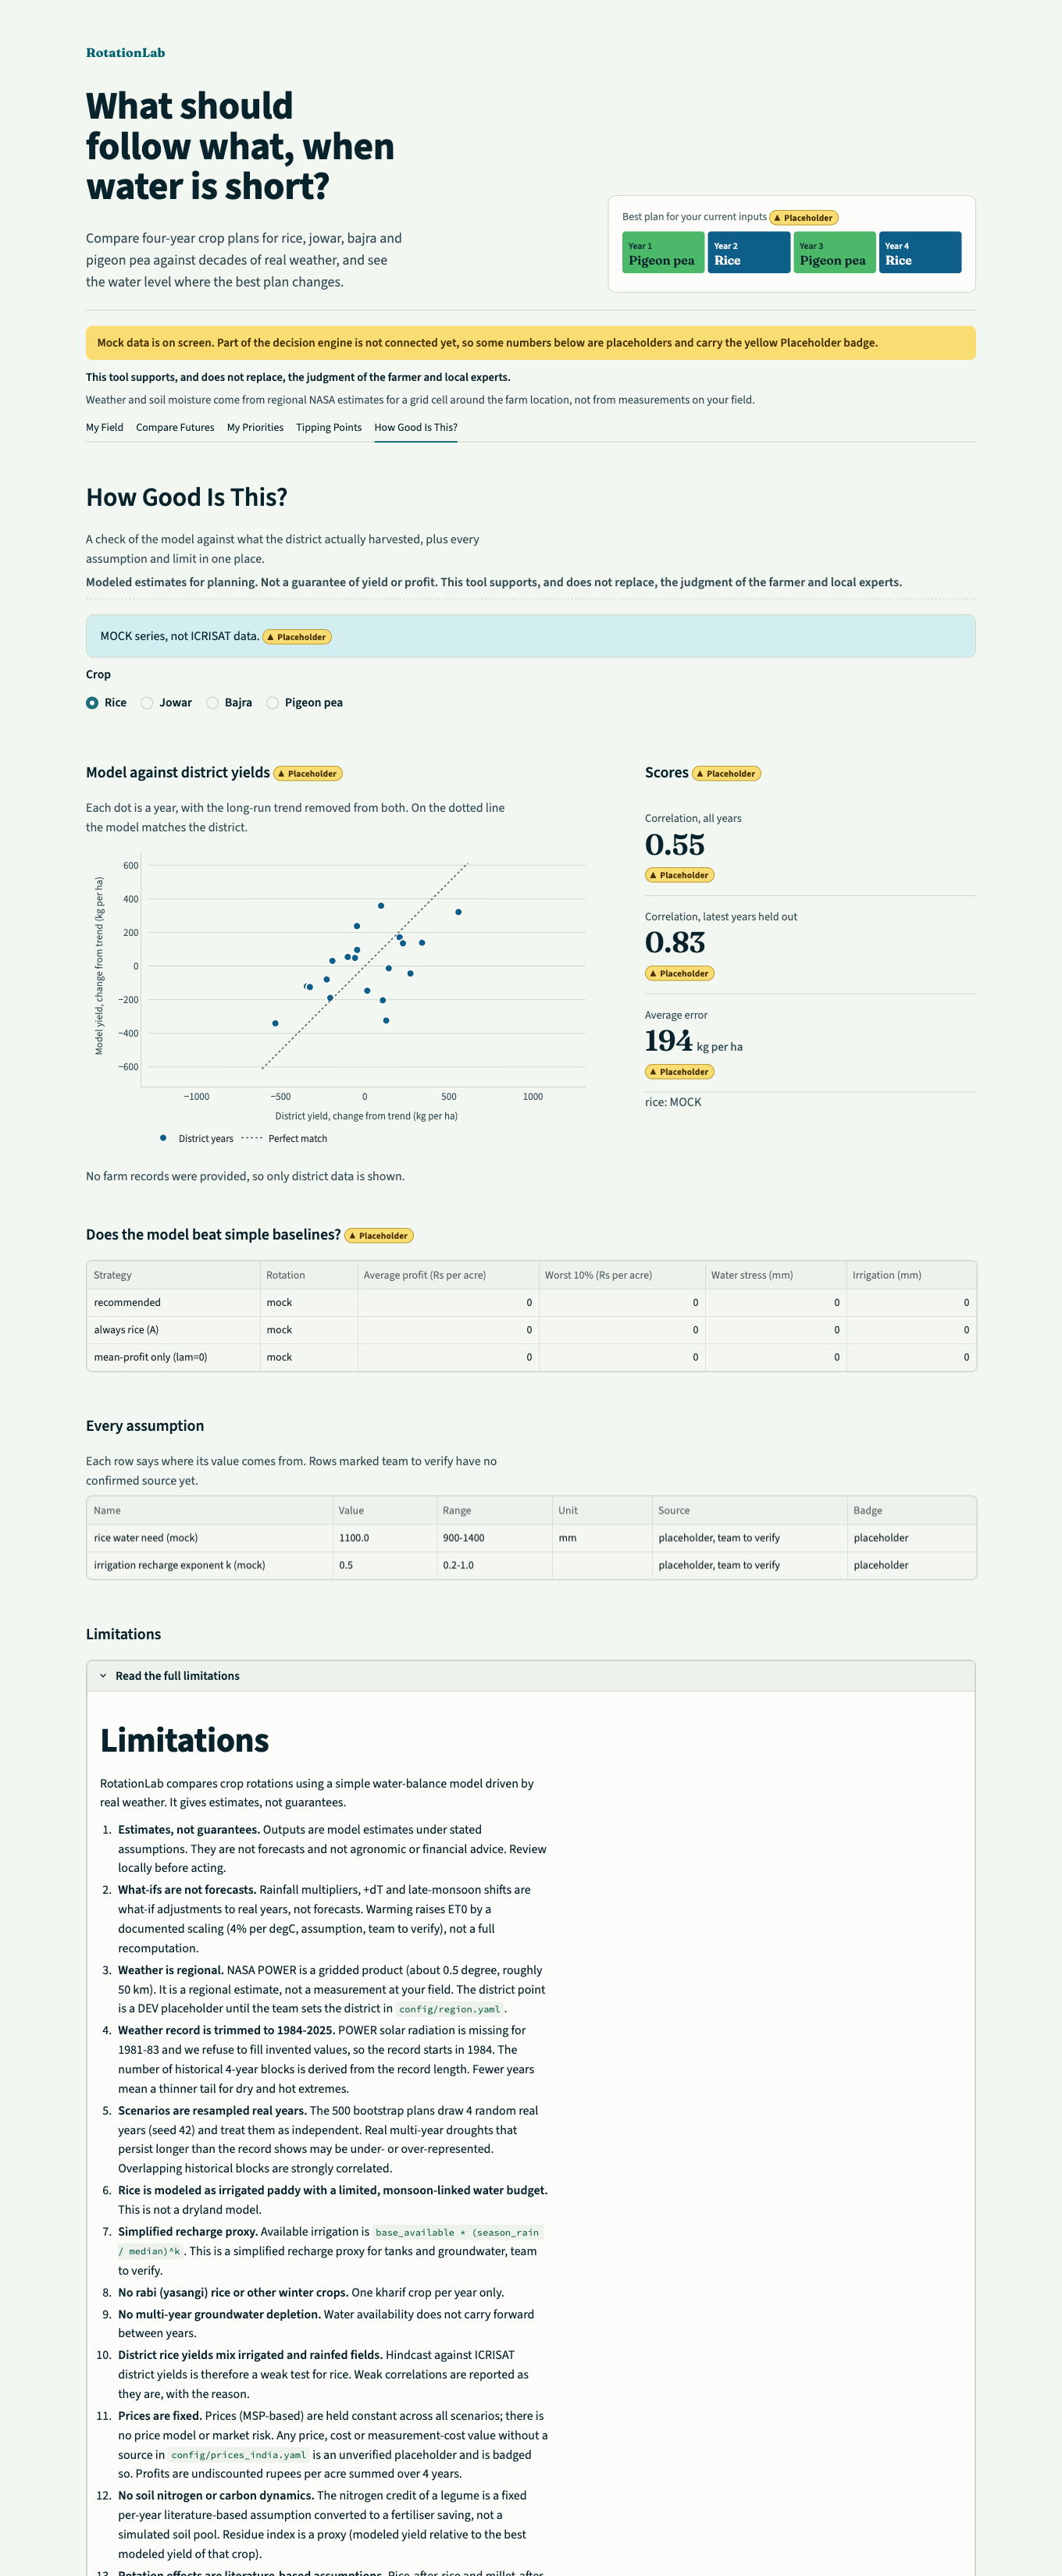 RotationLab
What should
follow what, when
water is short?
Compare four-year crop plans for rice, jowar, bajra and
pigeon pea against decades of real weather, and see
the water level where the best plan changes.
Best plan for your current inputs ▲ Placeholder
Year 1 Year 2 Year 3 Year 4
Pigeon pea Rice Pigeon pea Rice
Mock data is on screen. Part of the decision engine is not connected yet, so some numbers below are placeholders and carry the yellow Placeholder badge.
This tool supports, and does not replace, the judgment of the farmer and local experts.
Weather and soil moisture come from regional NASA estimates for a grid cell around the farm location, not from measurements on your field.
My Field Compare Futures My Priorities Tipping Points How Good Is This?
How Good Is This?
A check of the model against what the district actually harvested, plus every
assumption and limit in one place.
Modeled estimates for planning. Not a guarantee of yield or profit. This tool supports, and does not replace, the judgment of the farmer and local experts.
MOCK series, not ICRISAT data. ▲ Placeholder
Crop
Rice Jowar Bajra Pigeon pea
Model against district yields ▲ Placeholder
Each dot is a year, with the long-run trend removed from both. On the dotted line
the model matches the district.
Model yield, change from trend (kg per ha)
600
400
200
0
−200
−400
−600
−1000 −500 0 500 1000
District yield, change from trend (kg per ha)
District years Perfect match
No farm records were provided, so only district data is shown.
Scores ▲ Placeholder
Correlation, all years
0.55
▲ Placeholder
Correlation, latest years held out
0.83
▲ Placeholder
Average error
194 kg per ha
▲ Placeholder
rice: MOCK
Does the model beat simple baselines? ▲ Placeholder
Strategy Rotation Average profit (Rs per acre) Worst 10% (Rs per acre) Water stress (mm) Irrigation (mm)
recommended mock 0 0 0 0
always rice (A) mock 0 0 0 0
mean-profit only (lam=0) mock 0 0 0 0
Every assumption
Each row says where its value comes from. Rows marked team to verify have no
confirmed source yet.
Name Value Range Unit Source Badge
rice water need (mock) 1100.0 900-1400 mm placeholder, team to verify placeholder
irrigation recharge exponent k (mock) 0.5 0.2-1.0 placeholder, team to verify placeholder
Limitations
Read the full limitations
Limitations
RotationLab compares crop rotations using a simple water-balance model driven by
real weather. It gives estimates, not guarantees.
1. Estimates, not guarantees. Outputs are model estimates under stated
assumptions. They are not forecasts and not agronomic or financial advice. Review
locally before acting.
2. What-ifs are not forecasts. Rainfall multipliers, +dT and late-monsoon shifts are
what-if adjustments to real years, not forecasts. Warming raises ET0 by a
documented scaling (4% per degC, assumption, team to verify), not a full
recomputation.
3. Weather is regional. NASA POWER is a gridded product (about 0.5 degree, roughly
50 km). It is a regional estimate, not a measurement at your field. The district point
is a DEV placeholder until the team sets the district in config/region.yaml.
4. Weather record is trimmed to 1984-2025. POWER solar radiation is missing for
1981-83 and we refuse to fill invented values, so the record starts in 1984. The
number of historical 4-year blocks is derived from the record length. Fewer years
mean a thinner tail for dry and hot extremes.
5. Scenarios are resampled real years. The 500 bootstrap plans draw 4 random real
years (seed 42) and treat them as independent. Real multi-year droughts that
persist longer than the record shows may be under- or over-represented.
Overlapping historical blocks are strongly correlated.
6. Rice is modeled as irrigated paddy with a limited, monsoon-linked water budget.
This is not a dryland model.
7. Simplified recharge proxy. Available irrigation is base_available * (season_rain
/ median)^k. This is a simplified recharge proxy for tanks and groundwater, team
to verify.
8. No rabi (yasangi) rice or other winter crops. One kharif crop per year only.
9. No multi-year groundwater depletion. Water availability does not carry forward
between years.
10. District rice yields mix irrigated and rainfed fields. Hindcast against ICRISAT
district yields is therefore a weak test for rice. Weak correlations are reported as
they are, with the reason.
11. Prices are fixed. Prices (MSP-based) are held constant across all scenarios; there is
no price model or market risk. Any price, cost or measurement-cost value without a
source in config/prices_india.yaml is an unverified placeholder and is badged
so. Profits are undiscounted rupees per acre summed over 4 years.
12. No soil nitrogen or carbon dynamics. The nitrogen credit of a legume is a fixed
per-year literature-based assumption converted to a fertiliser saving, not a
simulated soil pool. Residue index is a proxy (modeled yield relative to the best
modeled yield of that crop).